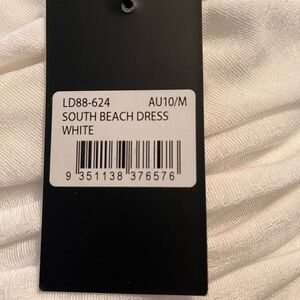 LD88-624 AU10/M
SOUTH BEACH DRESS
WHITE
9 351138 376576